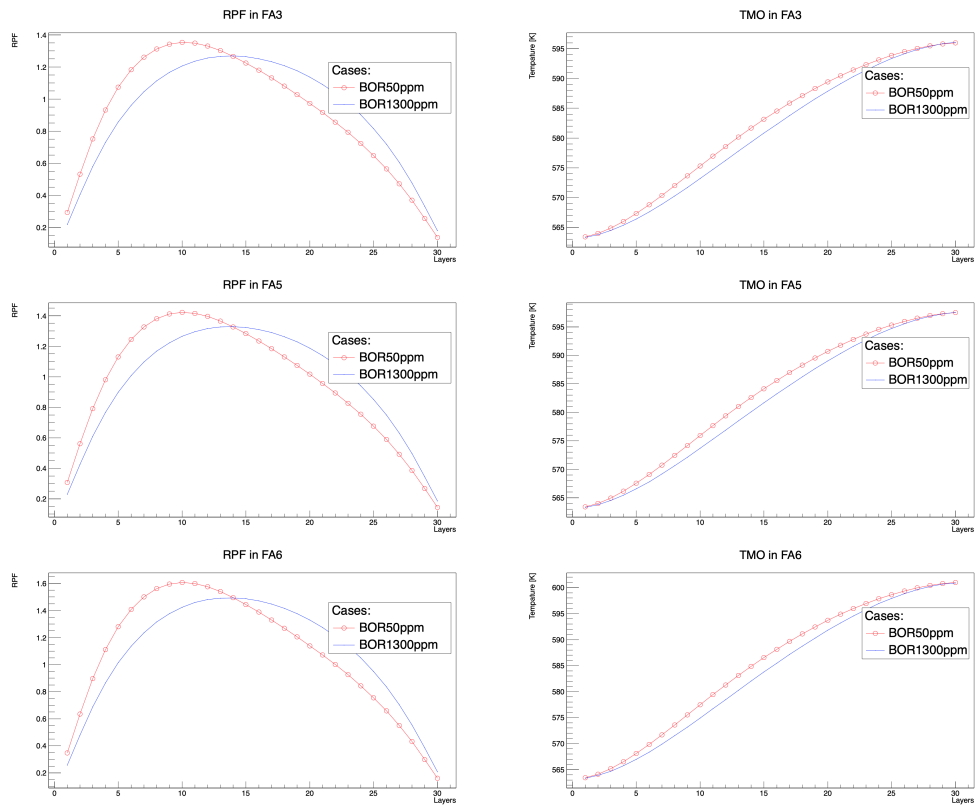 RPF in FA3
RPF
1.4
1.2
1
0.8
0.6
0.4
0.2
0 5 10 15 20 25 30
Layers
Cases:
BOR50ppm
BOR1300ppm
TMO in FA3
Tempature [K]
595
590
585
580
575
570
565
0 5 10 15 20 25 30
Layers
Cases:
BOR50ppm
BOR1300ppm
RPF in FA5
RPF
1.4
1.2
1
0.8
0.6
0.4
0.2
0 5 10 15 20 25 30
Layers
Cases:
BOR50ppm
BOR1300ppm
TMO in FA5
Tempature [K]
595
590
585
580
575
570
565
0 5 10 15 20 25 30
Layers
Cases:
BOR50ppm
BOR1300ppm
RPF in FA6
RPF
1.6
1.4
1.2
1
0.8
0.6
0.4
0.2
0 5 10 15 20 25 30
Layers
Cases:
BOR50ppm
BOR1300ppm
TMO in FA6
Tempature [K]
600
595
590
585
580
575
570
565
0 5 10 15 20 25 30
Layers
Cases:
BOR50ppm
BOR1300ppm